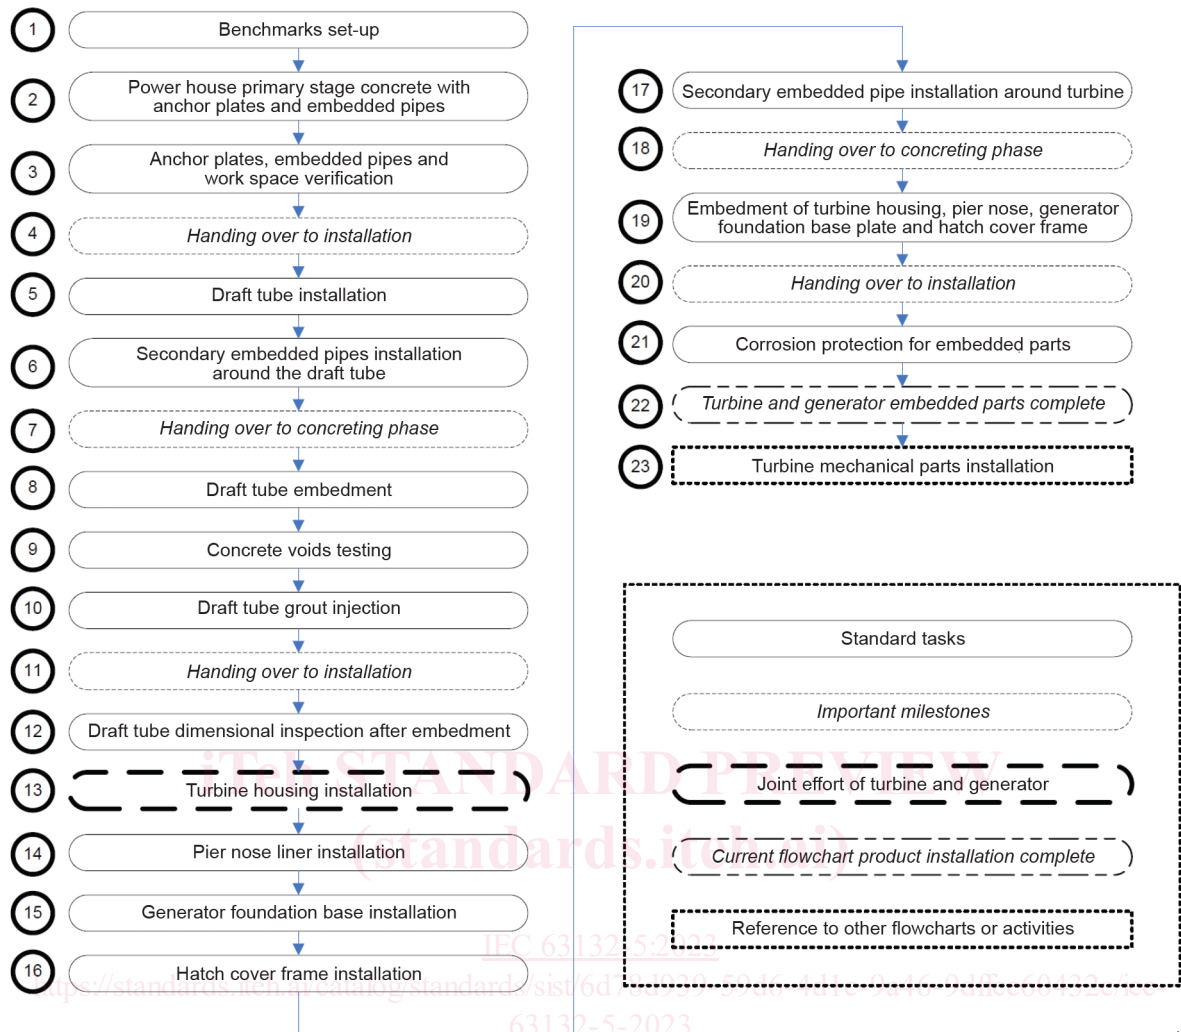 1
Benchmarks set-up
2
Power house primary stage concrete with
anchor plates and embedded pipes
3
Anchor plates, embedded pipes and
work space verification
4
Handing over to installation
5
Draft tube installation
6
Secondary embedded pipes installation
around the draft tube
7
Handing over to concreting phase
8
Draft tube embedment
9
Concrete voids testing
10
Draft tube grout injection
11
Handing over to installation
12
Draft tube dimensional inspection after embedment
13
Turbine housing installation
14
Pier nose liner installation
15
Generator foundation base installation
16
Hatch cover frame installation
17
Secondary embedded pipe installation around turbine
18
Handing over to concreting phase
19
Embedment of turbine housing, pier nose, generator
foundation base plate and hatch cover frame
20
Handing over to installation
21
Corrosion protection for embedded parts
22
Turbine and generator embedded parts complete
23
Turbine mechanical parts installation
Standard tasks
Important milestones
Joint effort of turbine and generator
Current flowchart product installation complete
Reference to other flowcharts or activities
iTeh STANDARD PREVIEW
(standards.iteh.ai)
IEC 63132-5:2023
63132-5-2023